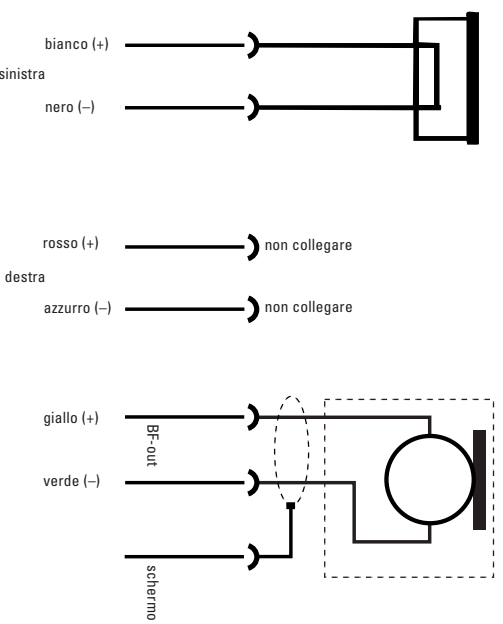 bianco (+)
sinistra
nero (–)
rosso (+)
non collegare
destra
azzurro (–)
non collegare
giallo (+)
BF-out
verde (–)
schermo